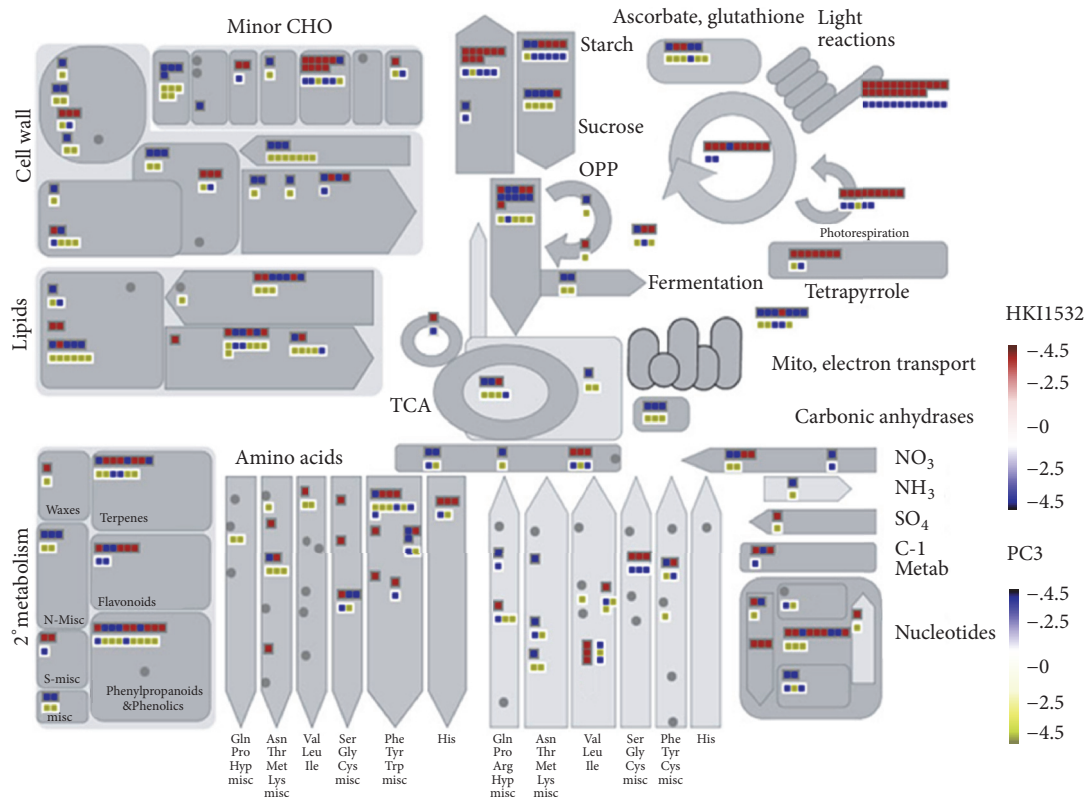 Minor CHO
Cell wall
Lipids
2° metabolism
Ascorbate, glutathione
Light
reactions
Starch
Sucrose
OPP
Photorespiration
Fermentation
Tetrapyrrole
Mito, electron transport
TCA
Carbonic anhydrases
Amino acids
NO3
NH3
SO4
C-1
Metab
Nucleotides
Waxes
Terpenes
N-Misc
Flavonoids
S-misc
misc
Phenylpropanoids
&Phenolics
Gln
Pro
Hyp
misc
Asn
Thr
Met
Lys
misc
Val
Leu
Ile
Ser
Gly
Cys
misc
Phe
Tyr
Trp
misc
His
Gln
Pro
Arg
Hyp
misc
Asn
Thr
Met
Lys
misc
Val
Leu
Ile
Ser
Gly
Cys
misc
Phe
Tyr
Cys
misc
His
HKI1532
−.45
−.25
−0
−2.5
−4.5
PC3
−4.5
−2.5
−0
−2.5
−4.5